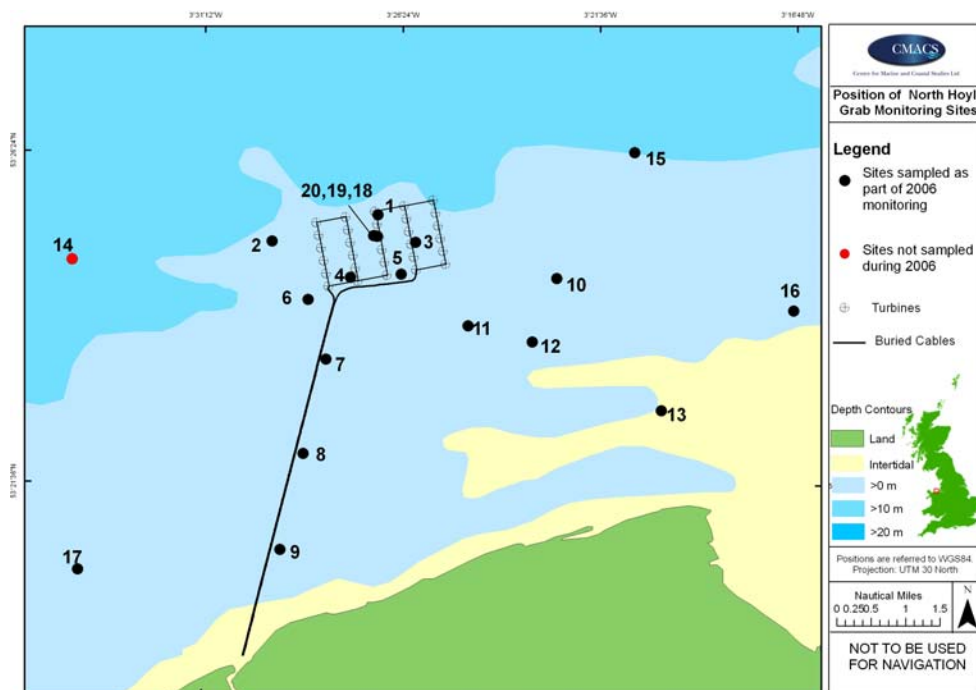 3°31'12"W
3°26'24"W
3°21'36"W
3°16'48"W
53°26'24"N
53°21'36"N
15
20,19,18
1
2
3
14
4
5
10
6
16
11
12
7
13
8
9
17
CMACS
Centre for Marine and Coastal Studies Ltd
Position of North Hoyl
Grab Monitoring Sites
Legend
Sites sampled as
part of 2006
monitoring
Sites not sampled
during 2006
Turbines
Buried Cables
Depth Contours
Land
Intertidal
>0 m
>10 m
>20 m
Positions are referred to WGS84.
Projection: UTM 30 North
Nautical Miles
0 0.25 0.5 1 1.5
N
NOT TO BE USED
FOR NAVIGATION